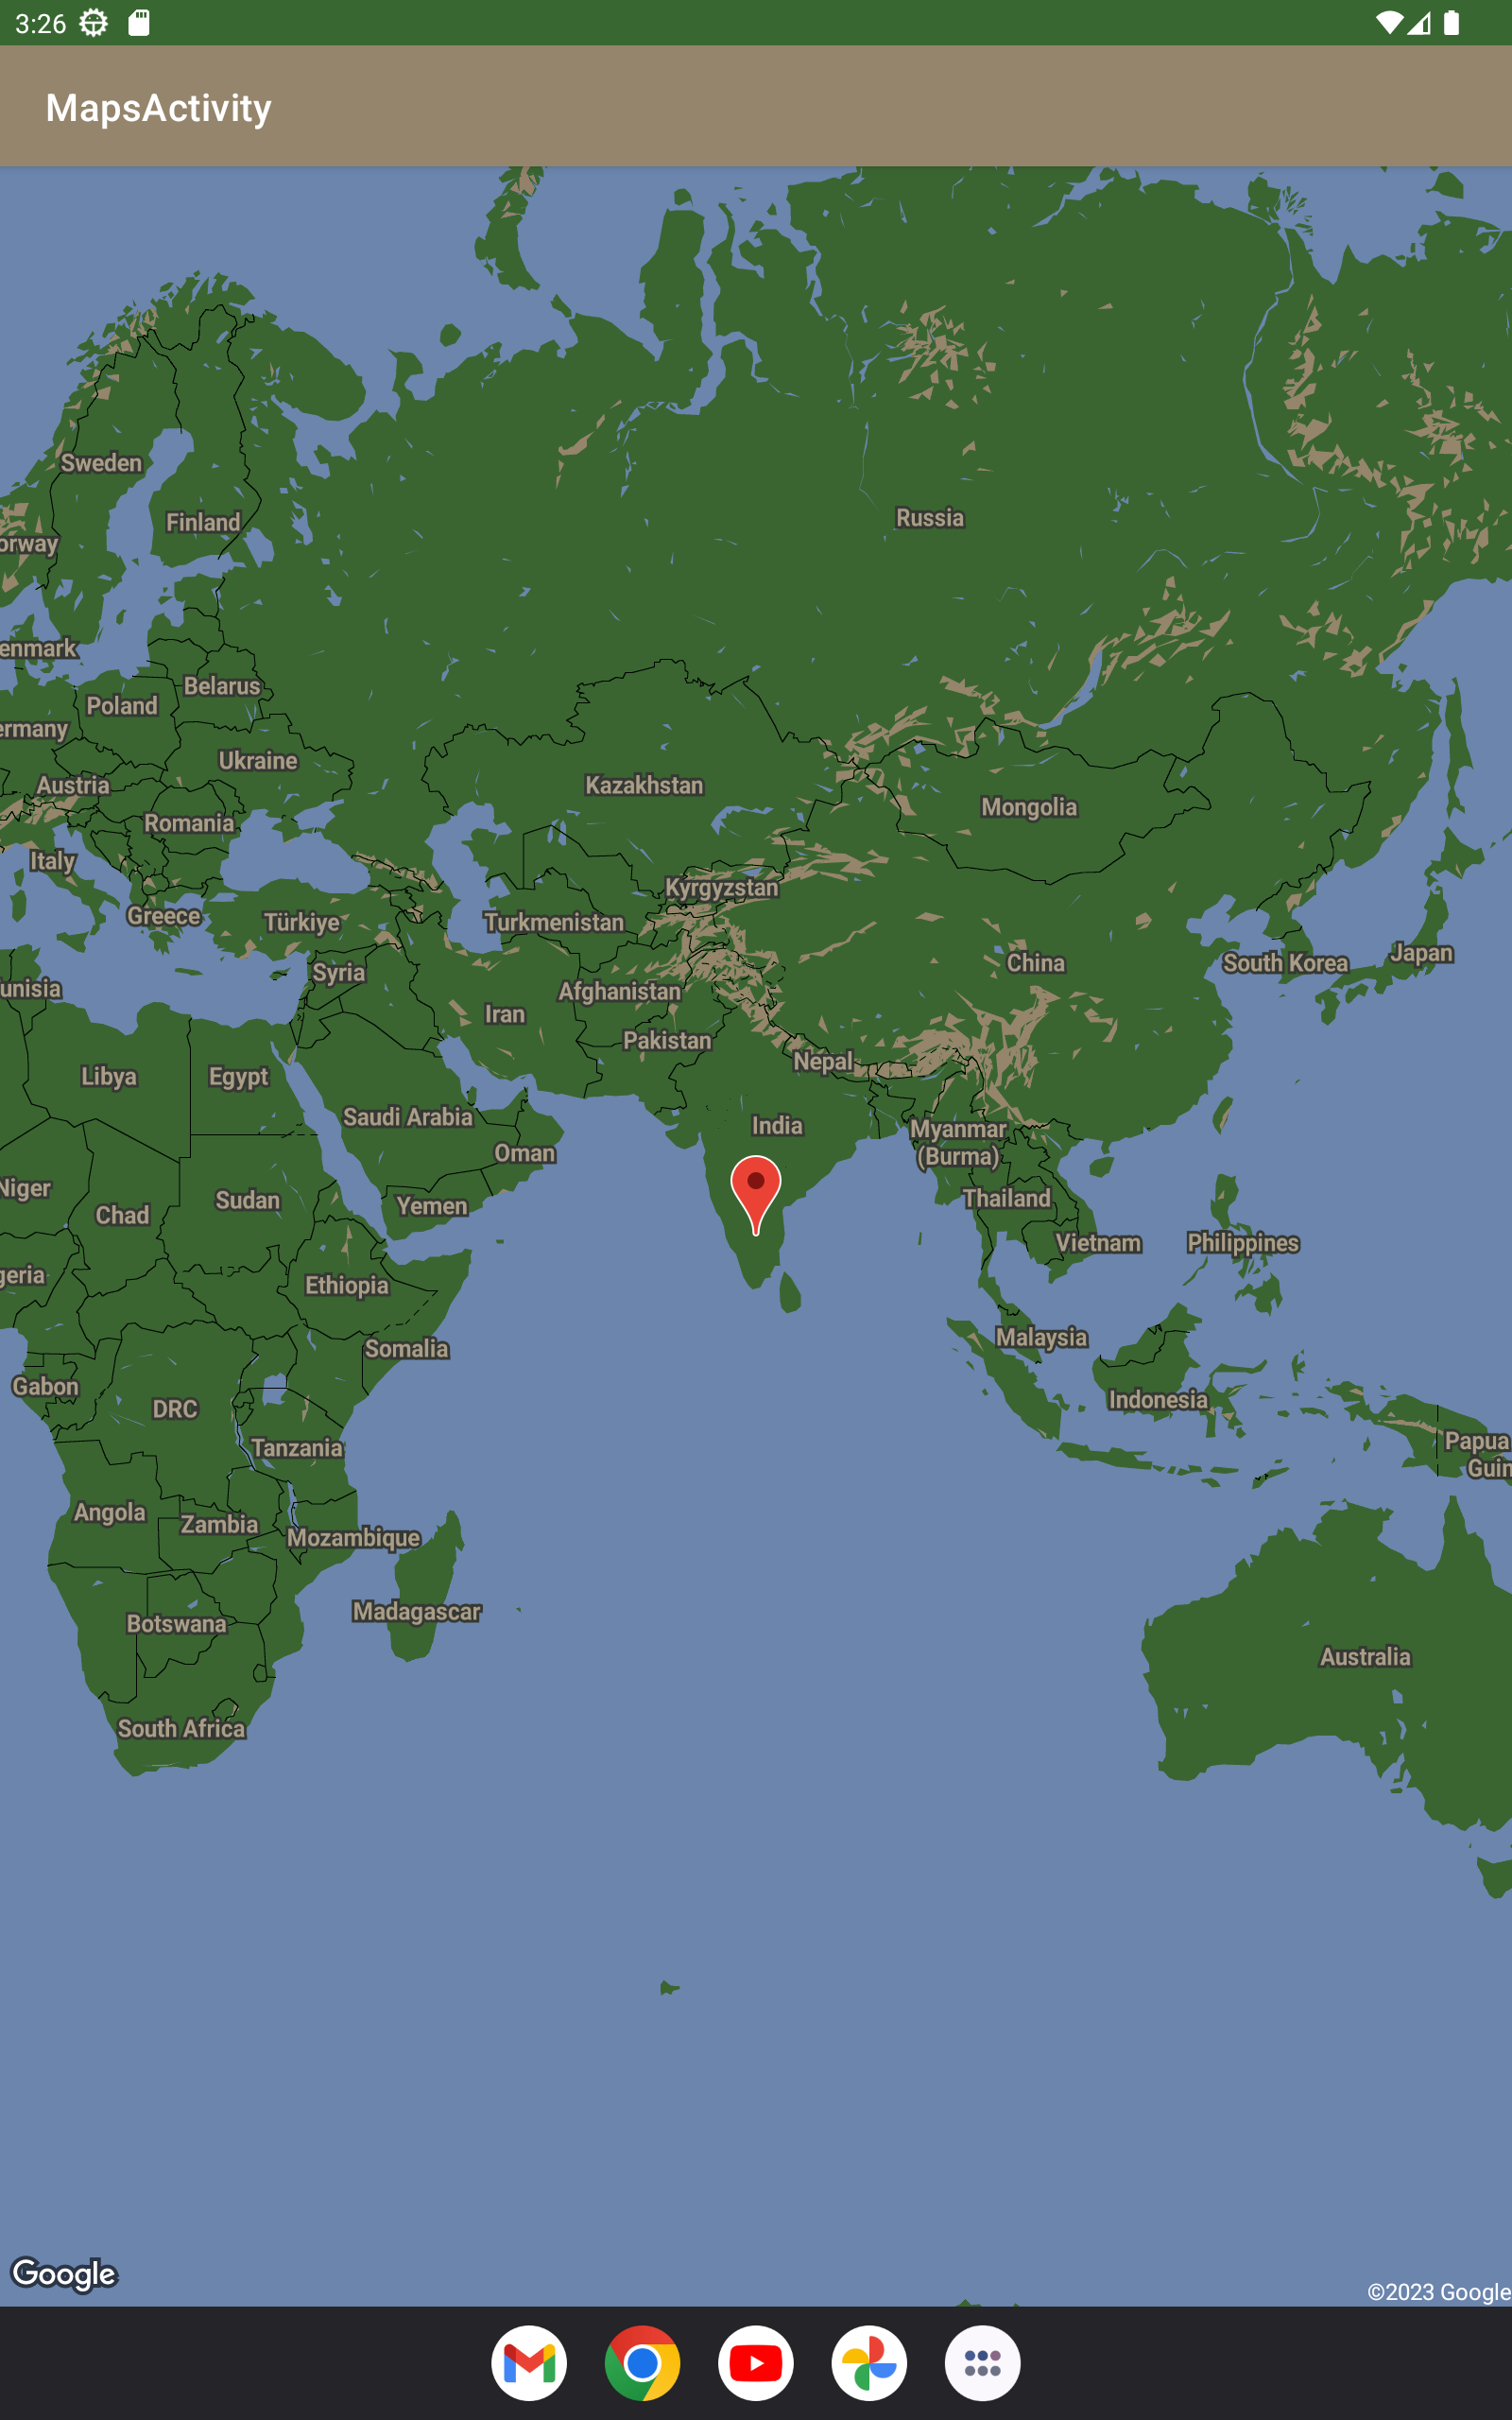 3:26
MapsActivity
Sweden
Finland
Russia
orway
enmark
Belarus
Poland
ermany
Ukraine
Austria
Kazakhstan
Mongolia
Romania
Italy
Kyrgyzstan
Greece
Türkiye
Turkmenistan
Japan
South Korea
China
Syria
unisia
Afghanistan
Iran
Pakistan
Nepal
Libya
Egypt
Saudi Arabia
India
Myanmar
(Burma)
Oman
Niger
Thailand
Sudan
Yemen
Chad
Vietnam
Philippines
geria
Ethiopia
Malaysia
Somalia
Gabon
Indonesia
DRC
Papua
Guin
Tanzania
Angola
Zambia
Mozambique
Madagascar
Botswana
Australia
South Africa
Google
©2023 Google